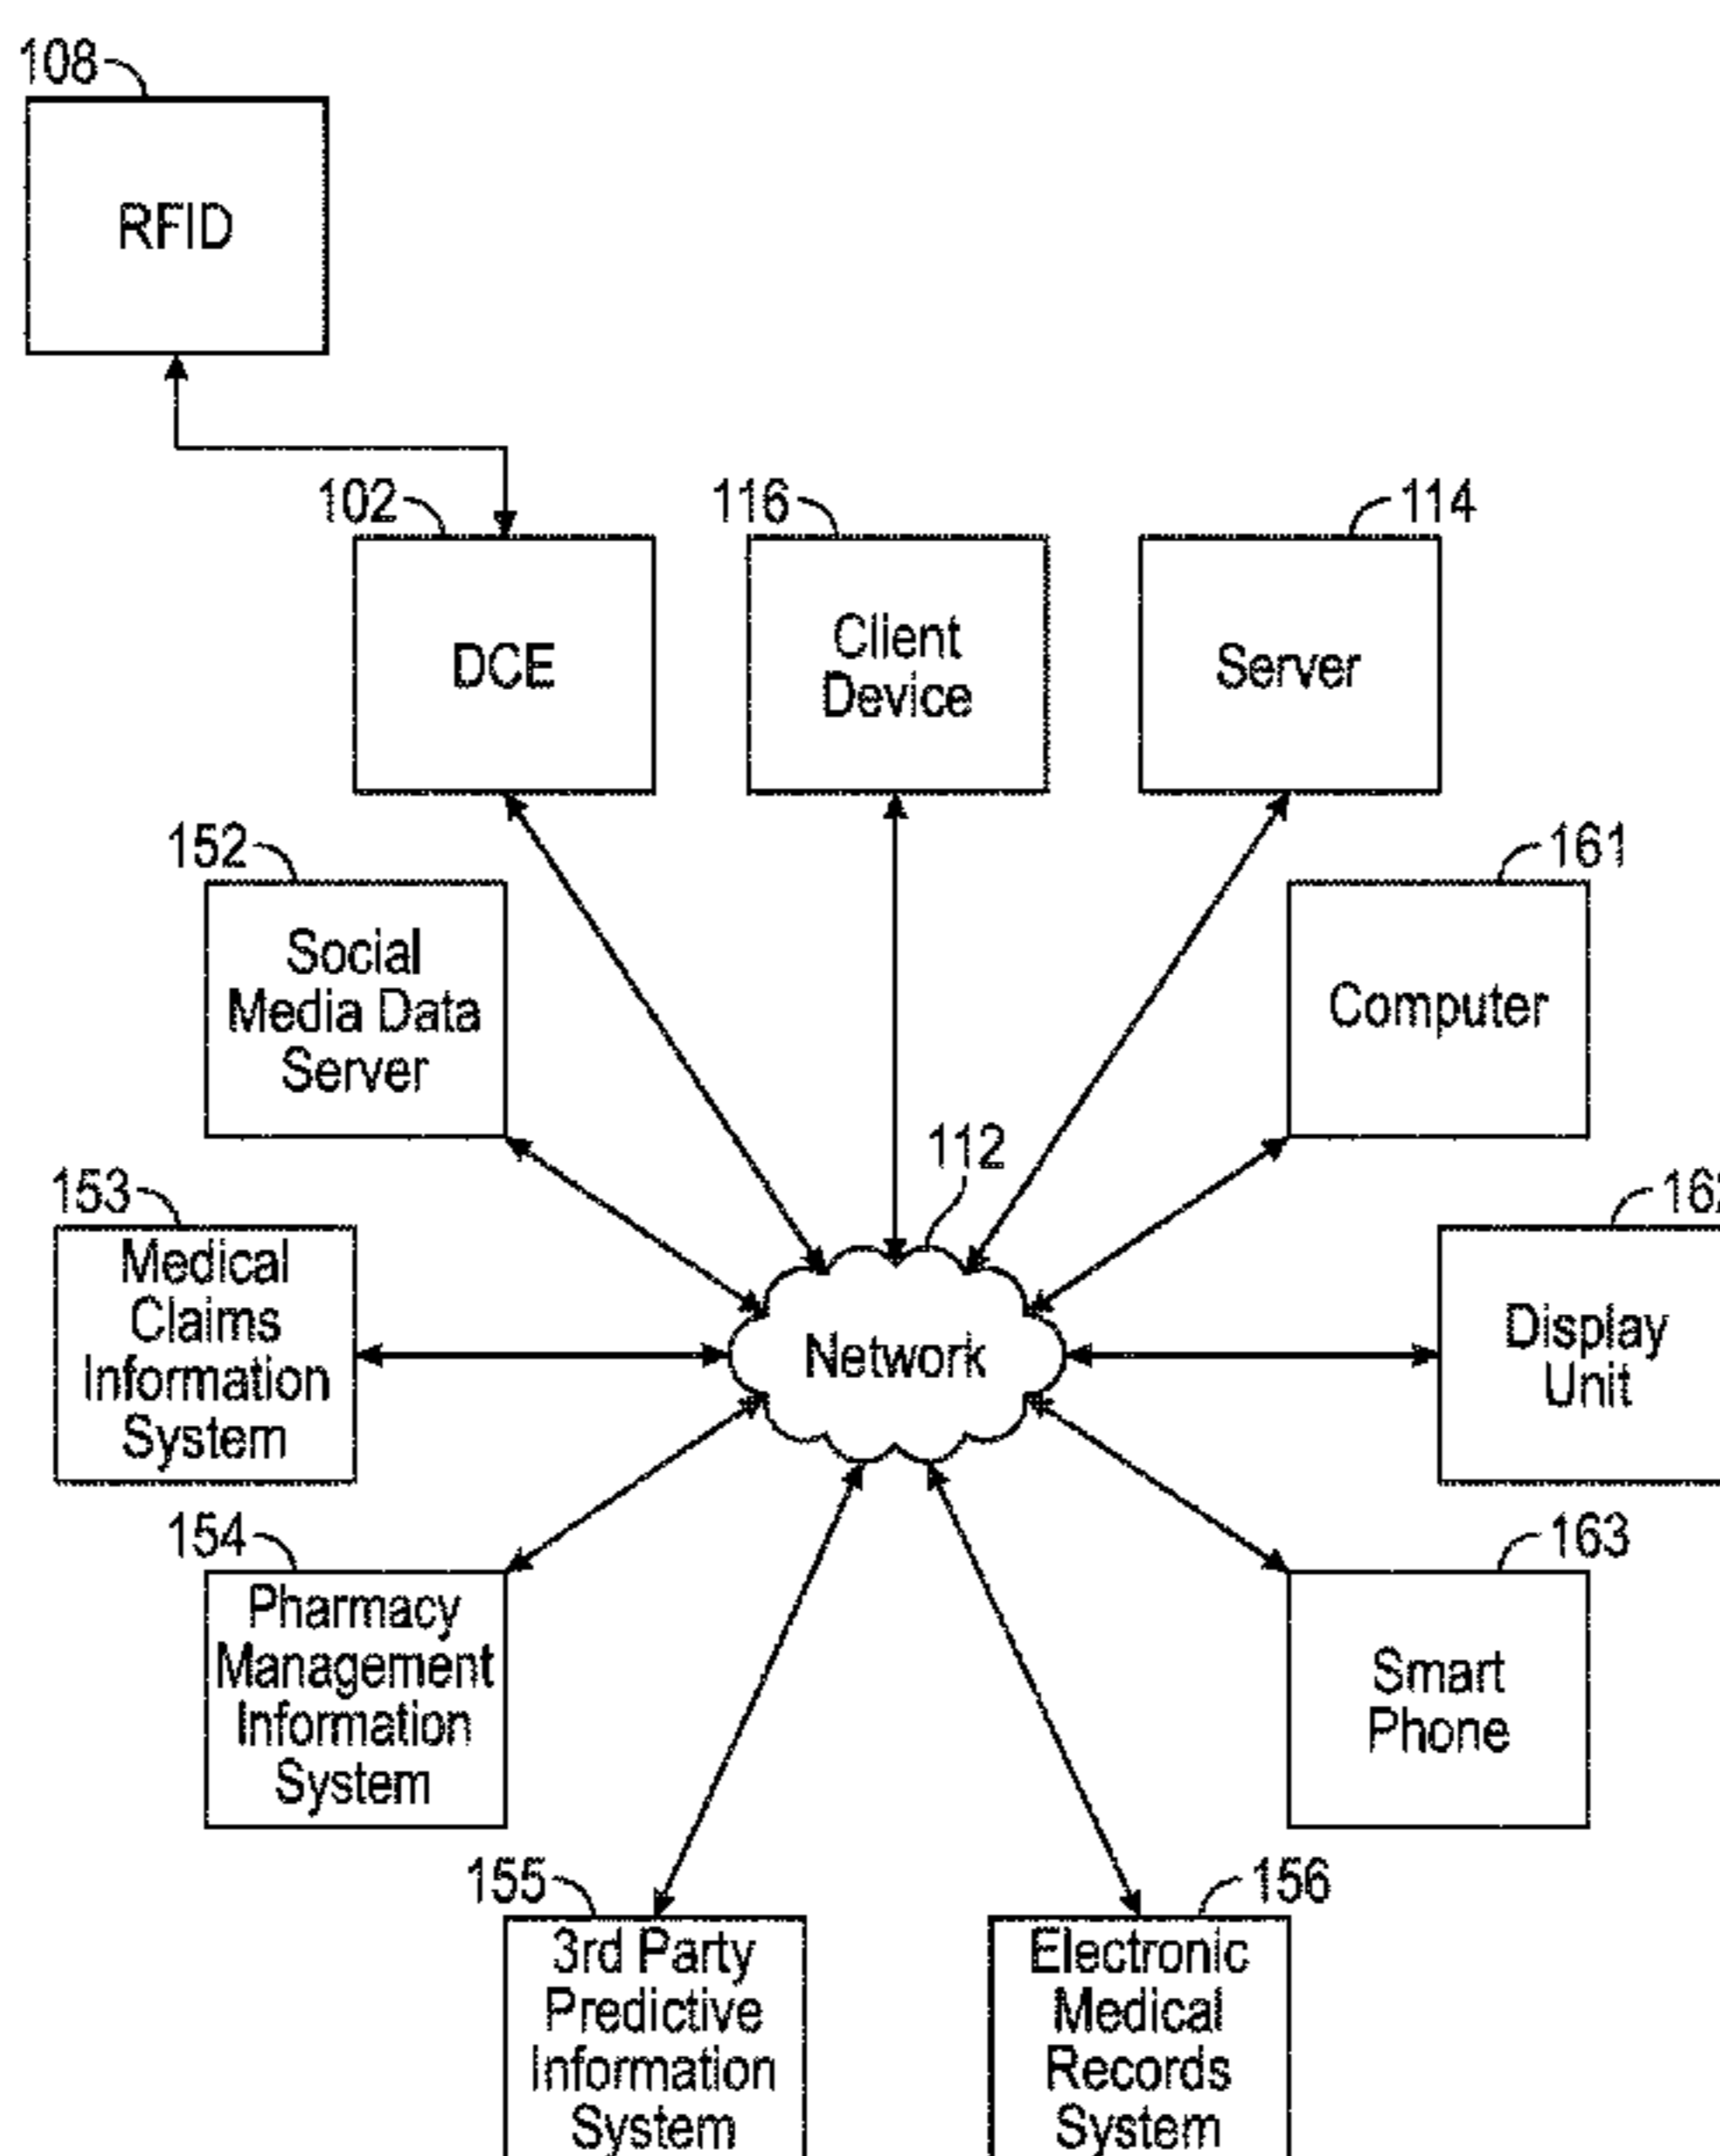 108
RFID
102
116
114
DCE
Client
Device
Server
152
161
Social
Media Data
Server
Computer
112
153
162
Medical
Claims
Information
System
Network
Display
Unit
154
163
Pharmacy
Management
Information
System
Smart
Phone
155
156
3rd Party
Predictive
Information
System
Electronic
Medical
Records
System